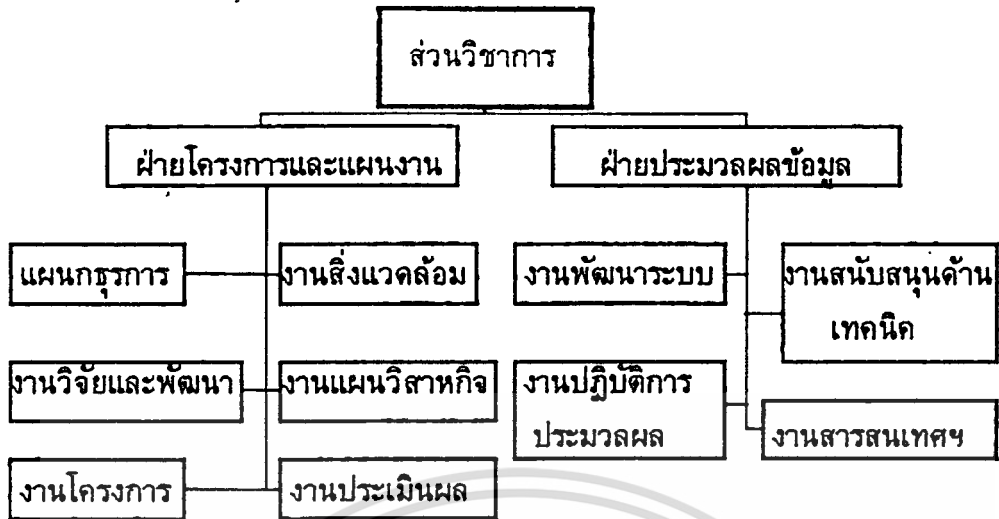 ส่วนวิชาการ
ฝ่ายโครงการและแผนงาน
ฝ่ายประมวลผลข้อมูล
แผนกธุรการ
งานสิ่งแวดล้อม
งานพัฒนาระบบ
งานสนับสนุนด้าน
เทคนิค
งานวิจัยและพัฒนา
งานแผนวิสาหกิจ
งานปฏิบัติการ
ประมวลผล
งานสารสนเทศฯ
งานโครงการ
งานประเมินผล